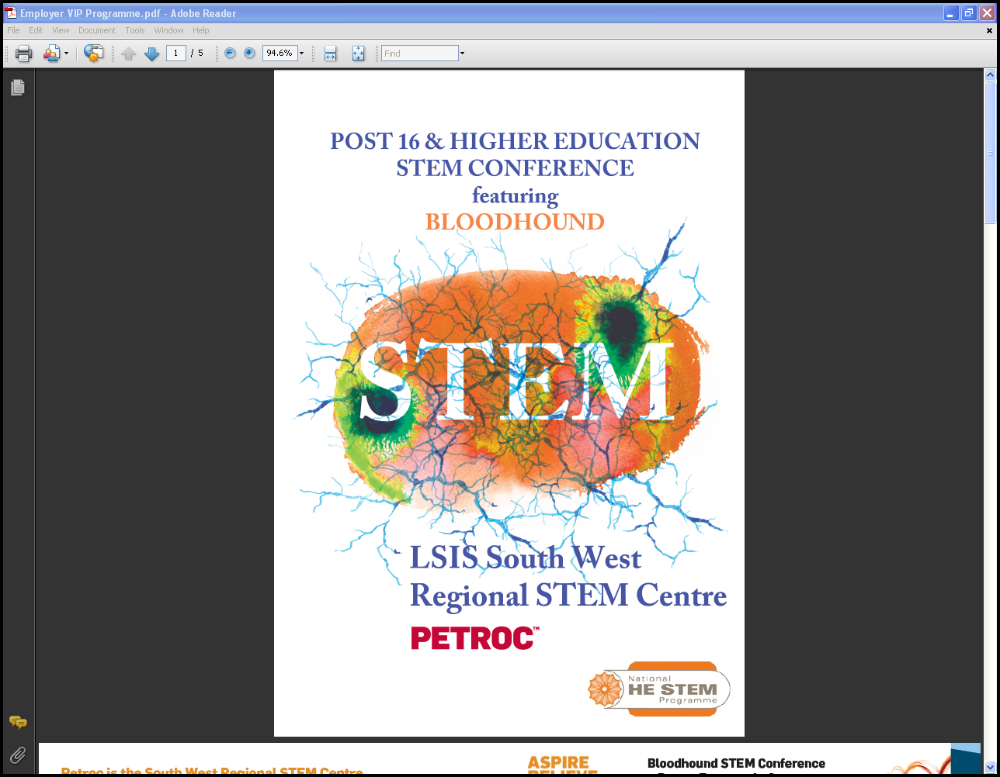 Employer VIP Programme.pdf - Adobe Reader
File Edit View Document Tools Window Help
1 / 5 94.6% Find
POST 16 & HIGHER EDUCATION
STEM CONFERENCE
featuring
BLOODHOUND
STEM
LSIS South West
Regional STEM Centre
PETROC™
National
HE STEM
Programme
ASPIRE
Bloodhound STEM Conference
Petroc is the South West Regional STEM Centre
BELIEVE